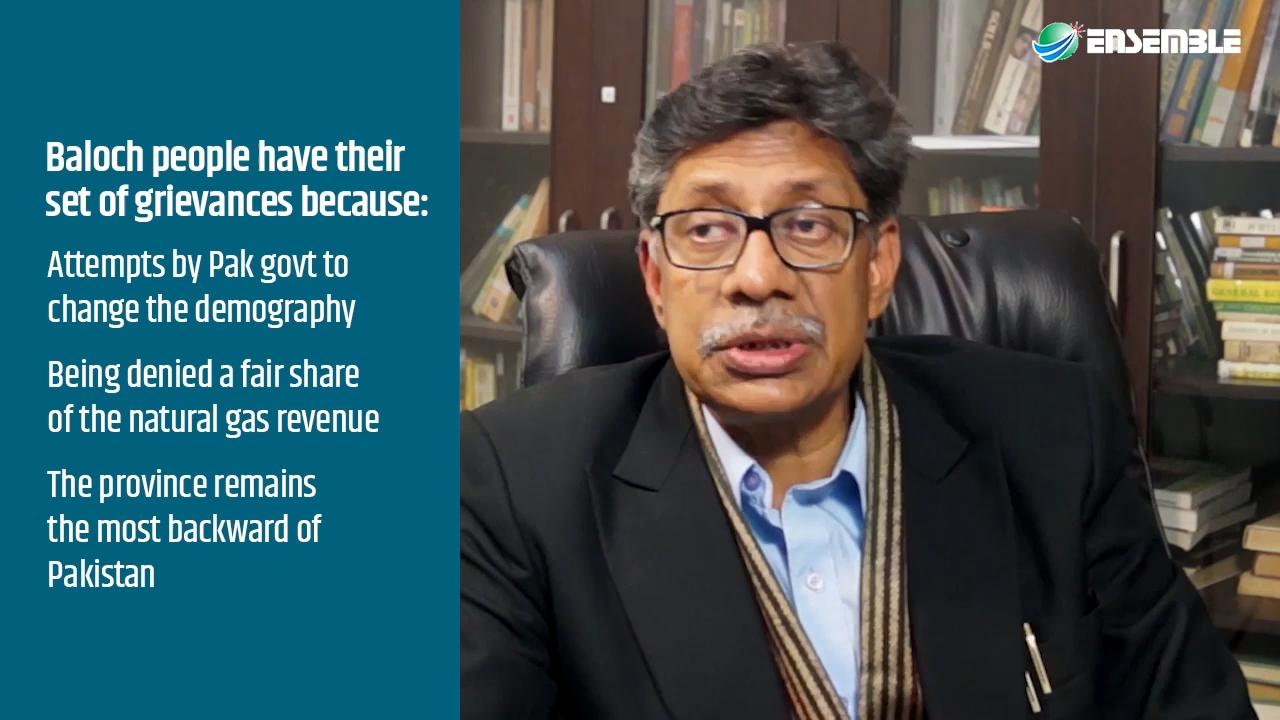 ENSEMBLE
Baloch people have their
set of grievances because:
Attempts by Pak govt to
change the demography
Being denied a fair share
of the natural gas revenue
The province remains
the most backward of
Pakistan
GENERAL